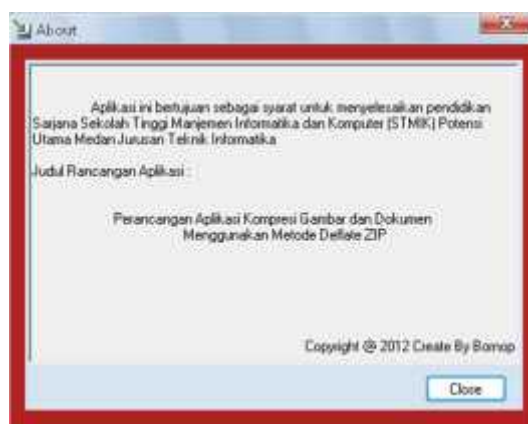 About
Aplikasi ini bertujuan sebagai syarat untuk menyelesaikan pendidikan
Sarjana Sekolah Tinggi Manjemen Informatika dan Komputer (STMIK) Potensi
Utama Medan Jurusan Teknik Informatika
Judul Rancangan Aplikasi :
Perancangan Aplikasi Kompresi Gambar dan Dokumen
Menggunakan Metode Deflate ZIP
Copyright @ 2012 Create By Bornop
Close